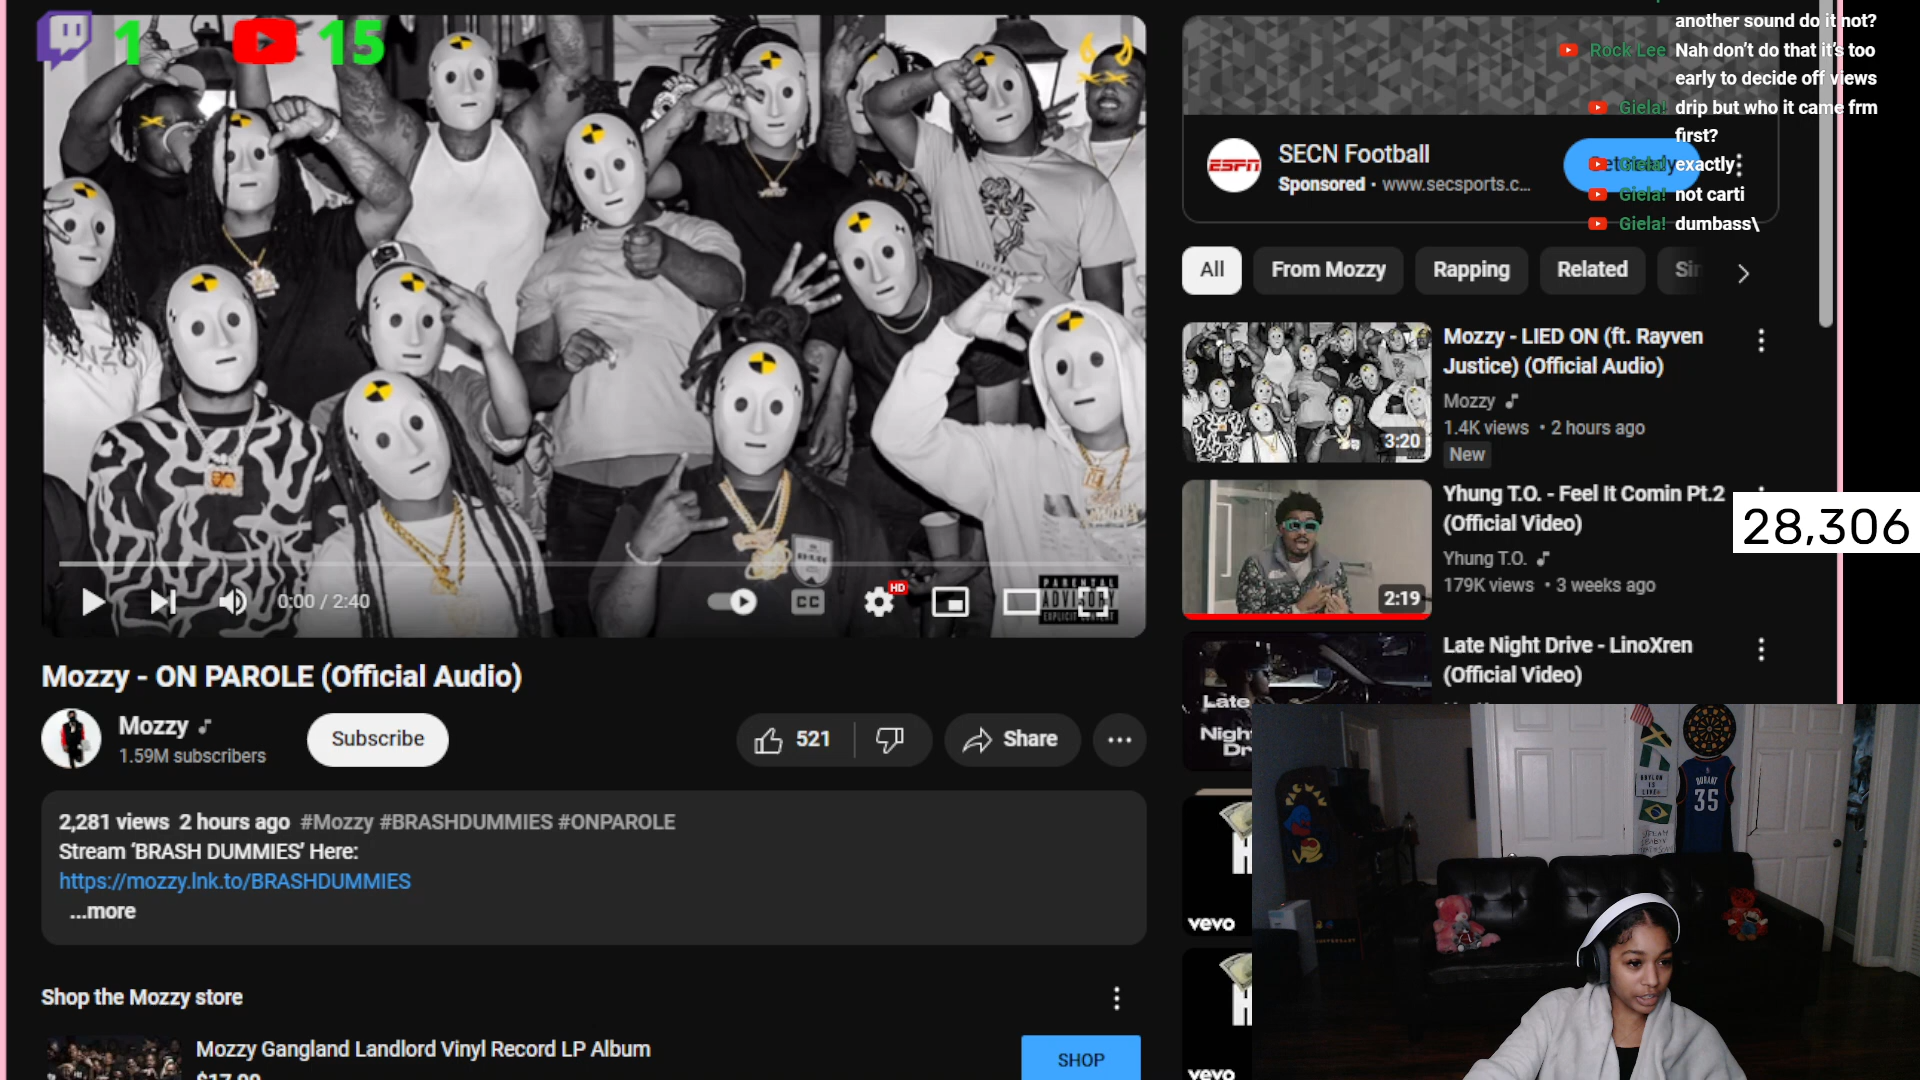 1
15
another sound do it not?
Rock Lee Nah don't do that it's too
early to decide off views
Giela! drip but who it came frm
first?
Giela! exactly
Giela! not carti
Giela! dumbass\
ESPN
SECN Football
Sponsored • www.secsports.c...
All
From Mozzy
Rapping
Related
Mozzy - LIED ON (ft. Rayven
Justice) (Official Audio)
Mozzy
1.4K views • 2 hours ago
New
3:20
Yhung T.O. - Feel It Comin Pt.2
(Official Video)
Yhung T.O.
179K views • 3 weeks ago
2:19
28,306
Late Night Drive - LinoXren
(Official Video)
Late
0:00 / 2:40
CC
HD
PARENTAL
Mozzy - ON PAROLE (Official Audio)
Mozzy
1.59M subscribers
Subscribe
521
Share
2,281 views 2 hours ago #Mozzy #BRASHDUMMIES #ONPAROLE
Stream ‘BRASH DUMMIES’ Here:
https://mozzy.lnk.to/BRASHDUMMIES
...more
Shop the Mozzy store
Mozzy Gangland Landlord Vinyl Record LP Album
SHOP
vevo
vevo
PAC-MAN
DURANT
35